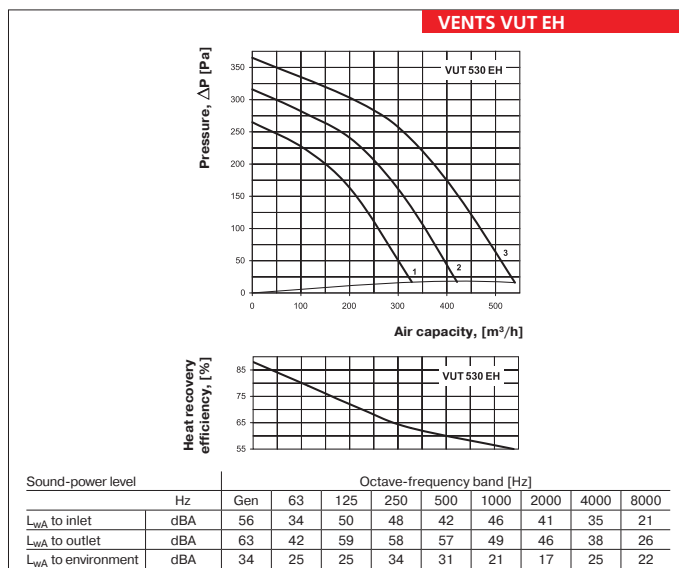 VENTS VUT EH
Pressure, △P [Pa]
VUT 530 EH
350
300
250
200
150
100
50
0
1
2
3
0 100 200 300 400 500
Air capacity, [m³/h]
Heat recovery
efficiency, [%]
VUT 530 EH
85
75
65
55
Sound-power level Octave-frequency band [Hz]
Hz Gen 63 125 250 500 1000 2000 4000 8000
LwA to inlet dBA 56 34 50 48 42 46 41 35 21
LwA to outlet dBA 63 42 59 58 57 49 46 38 26
LwA to environment dBA 34 25 25 34 31 21 17 25 22